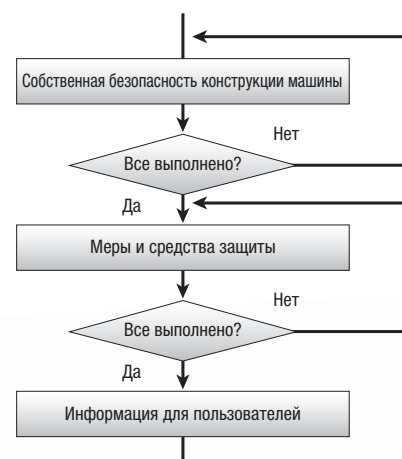 Собственная безопасность конструкции машины
Нет
Все выполнено?
Да
Меры и средства защиты
Нет
Все выполнено?
Да
Информация для пользователей